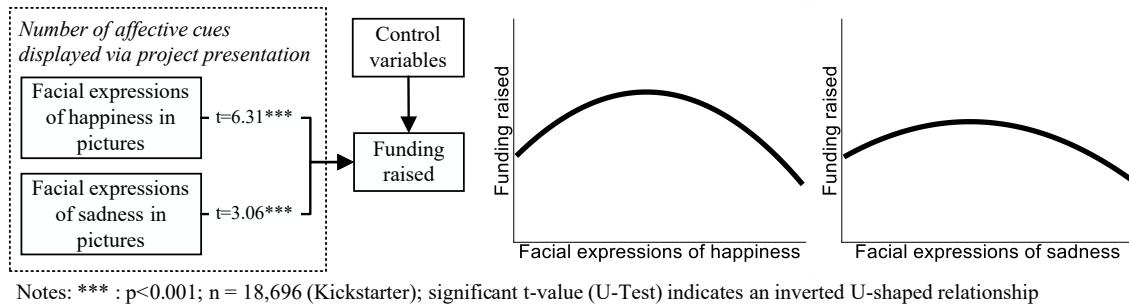 Number of affective cues
displayed via project presentation
Facial expressions
of happiness in
pictures
t=6.31***
Facial expressions
of sadness in
pictures
t=3.06***
Control
variables
Funding
raised
Funding raised
Facial expressions of happiness
Funding raised
Facial expressions of sadness
Notes: *** : p<0.001; n = 18,696 (Kickstarter); significant t-value (U-Test) indicates an inverted U-shaped relationship